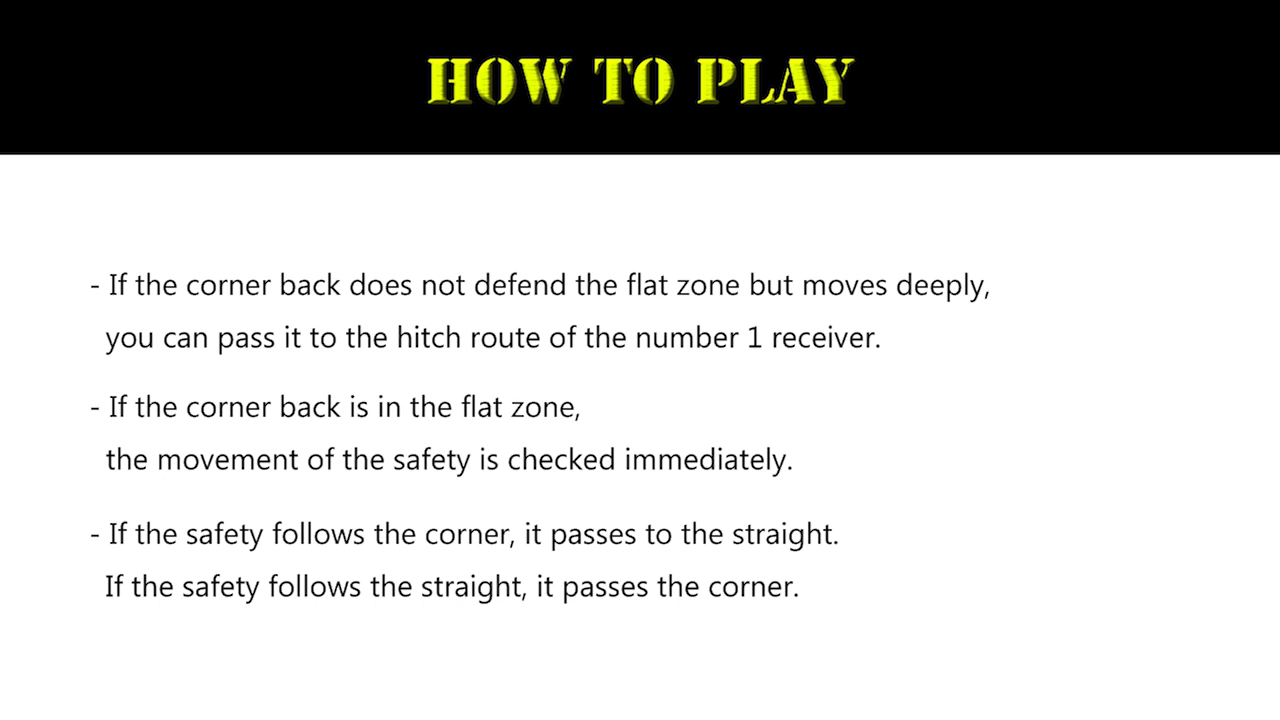 HOW TO PLAY
- If the corner back does not defend the flat zone but moves deeply,
you can pass it to the hitch route of the number 1 receiver.
- If the corner back is in the flat zone,
the movement of the safety is checked immediately.
- If the safety follows the corner, it passes to the straight.
If the safety follows the straight, it passes the corner.